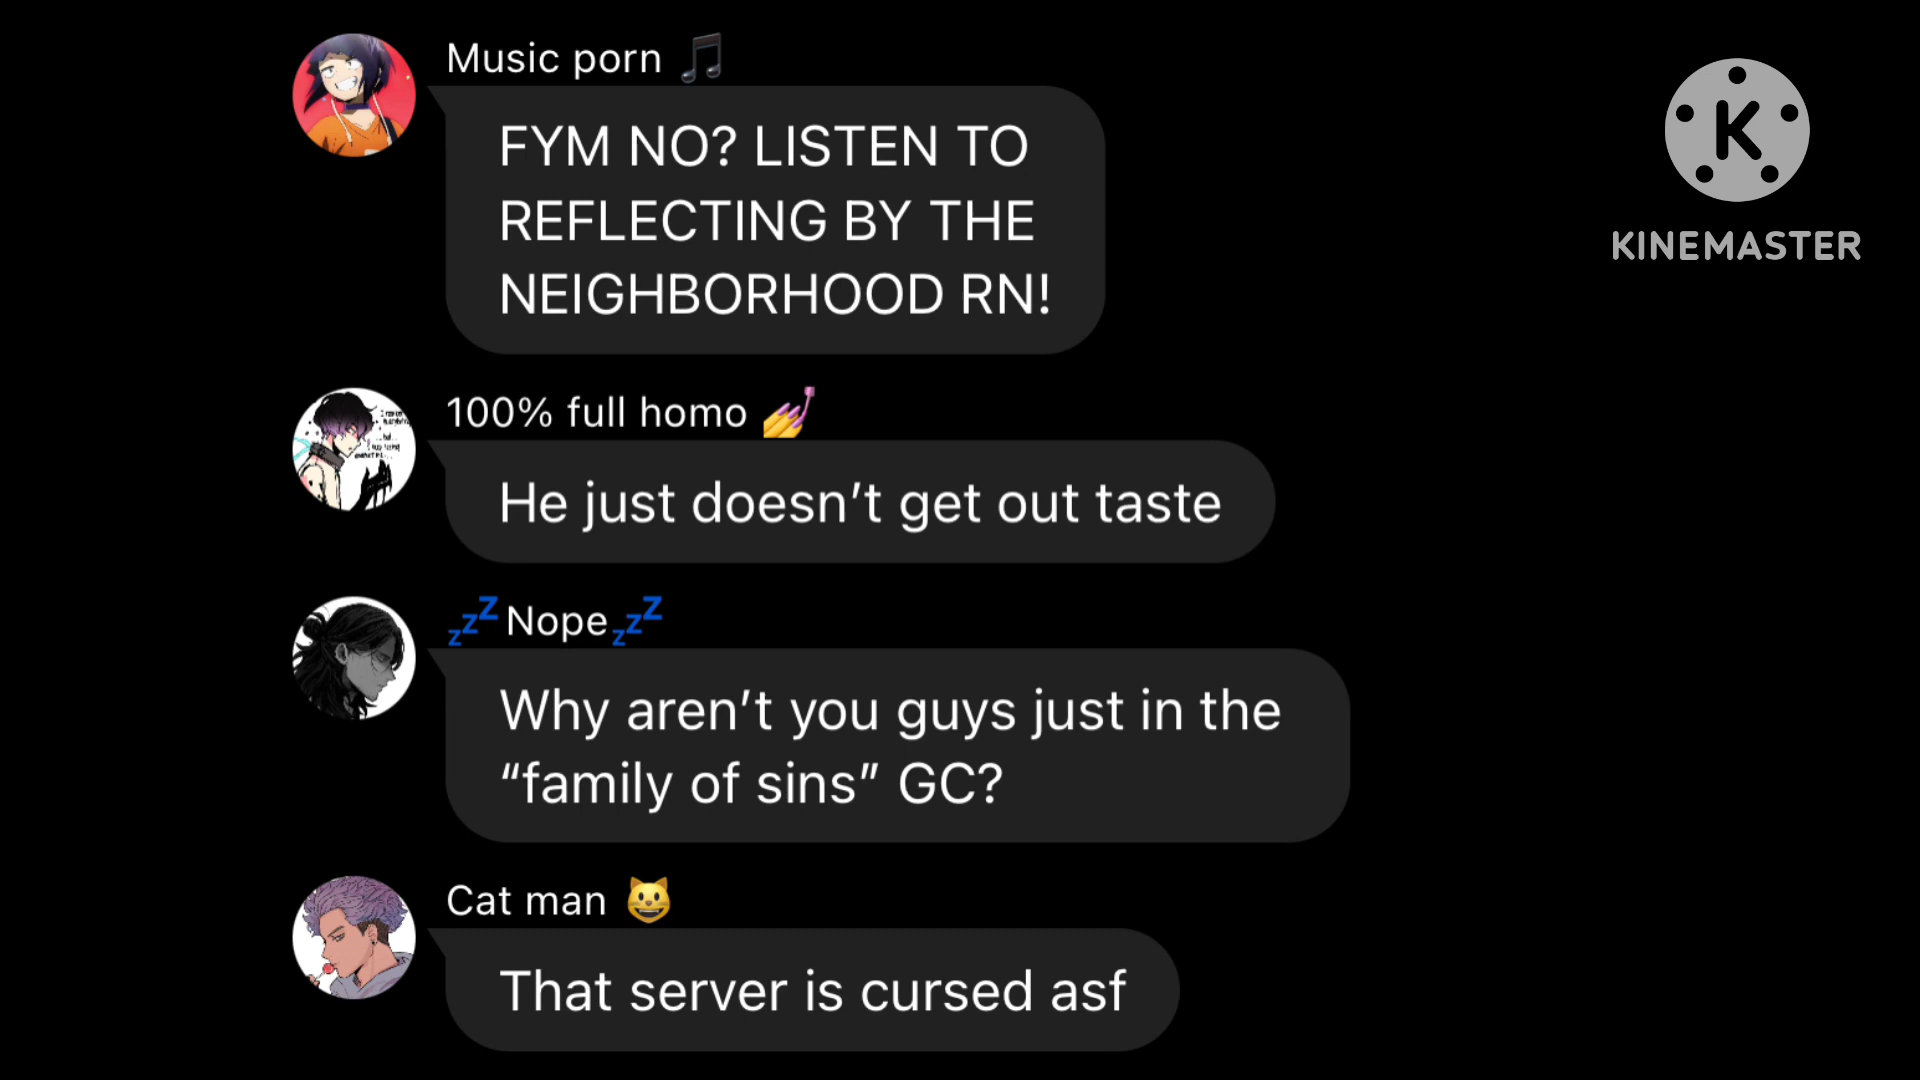 Music porn 🎵
FYM NO? LISTEN TO
REFLECTING BY THE
NEIGHBORHOOD RN!
K
KINEMASTER
100% full homo 💅
He just doesn’t get out taste
💤Nope💤
Why aren’t you guys just in the
“family of sins” GC?
Cat man 😺
That server is cursed asf